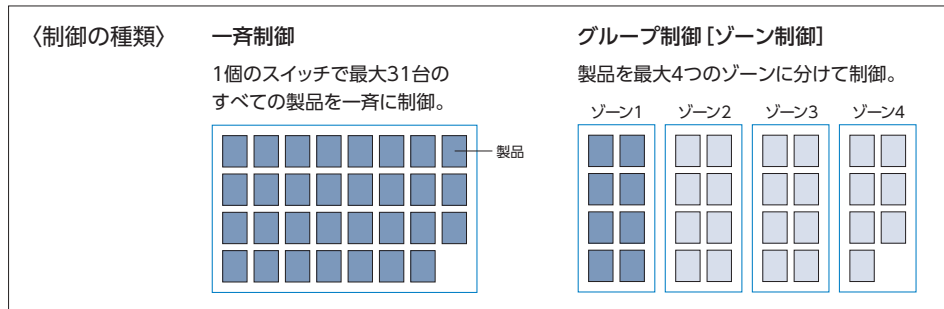 〈制御の種類〉
一斉制御
1個のスイッチで最大31台の
すべての製品を一斉に制御。
製品
グループ制御[ゾーン制御]
製品を最大4つのゾーンに分けて制御。
ゾーン1 ゾーン2 ゾーン3 ゾーン4